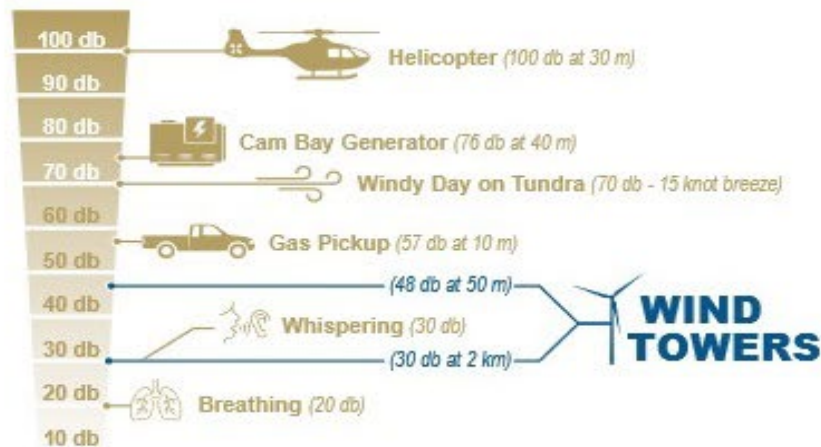 100 db
Helicopter (100 db at 30 m)
90 db
80 db
Cam Bay Generator (76 db at 40 m)
70 db
Windy Day on Tundra (70 db - 15 knot breeze)
60 db
Gas Pickup (57 db at 10 m)
50 db
(48 db at 50 m)
40 db
WIND
TOWERS
Whispering (30 db)
30 db
(30 db at 2 km)
20 db
Breathing (20 db)
10 db